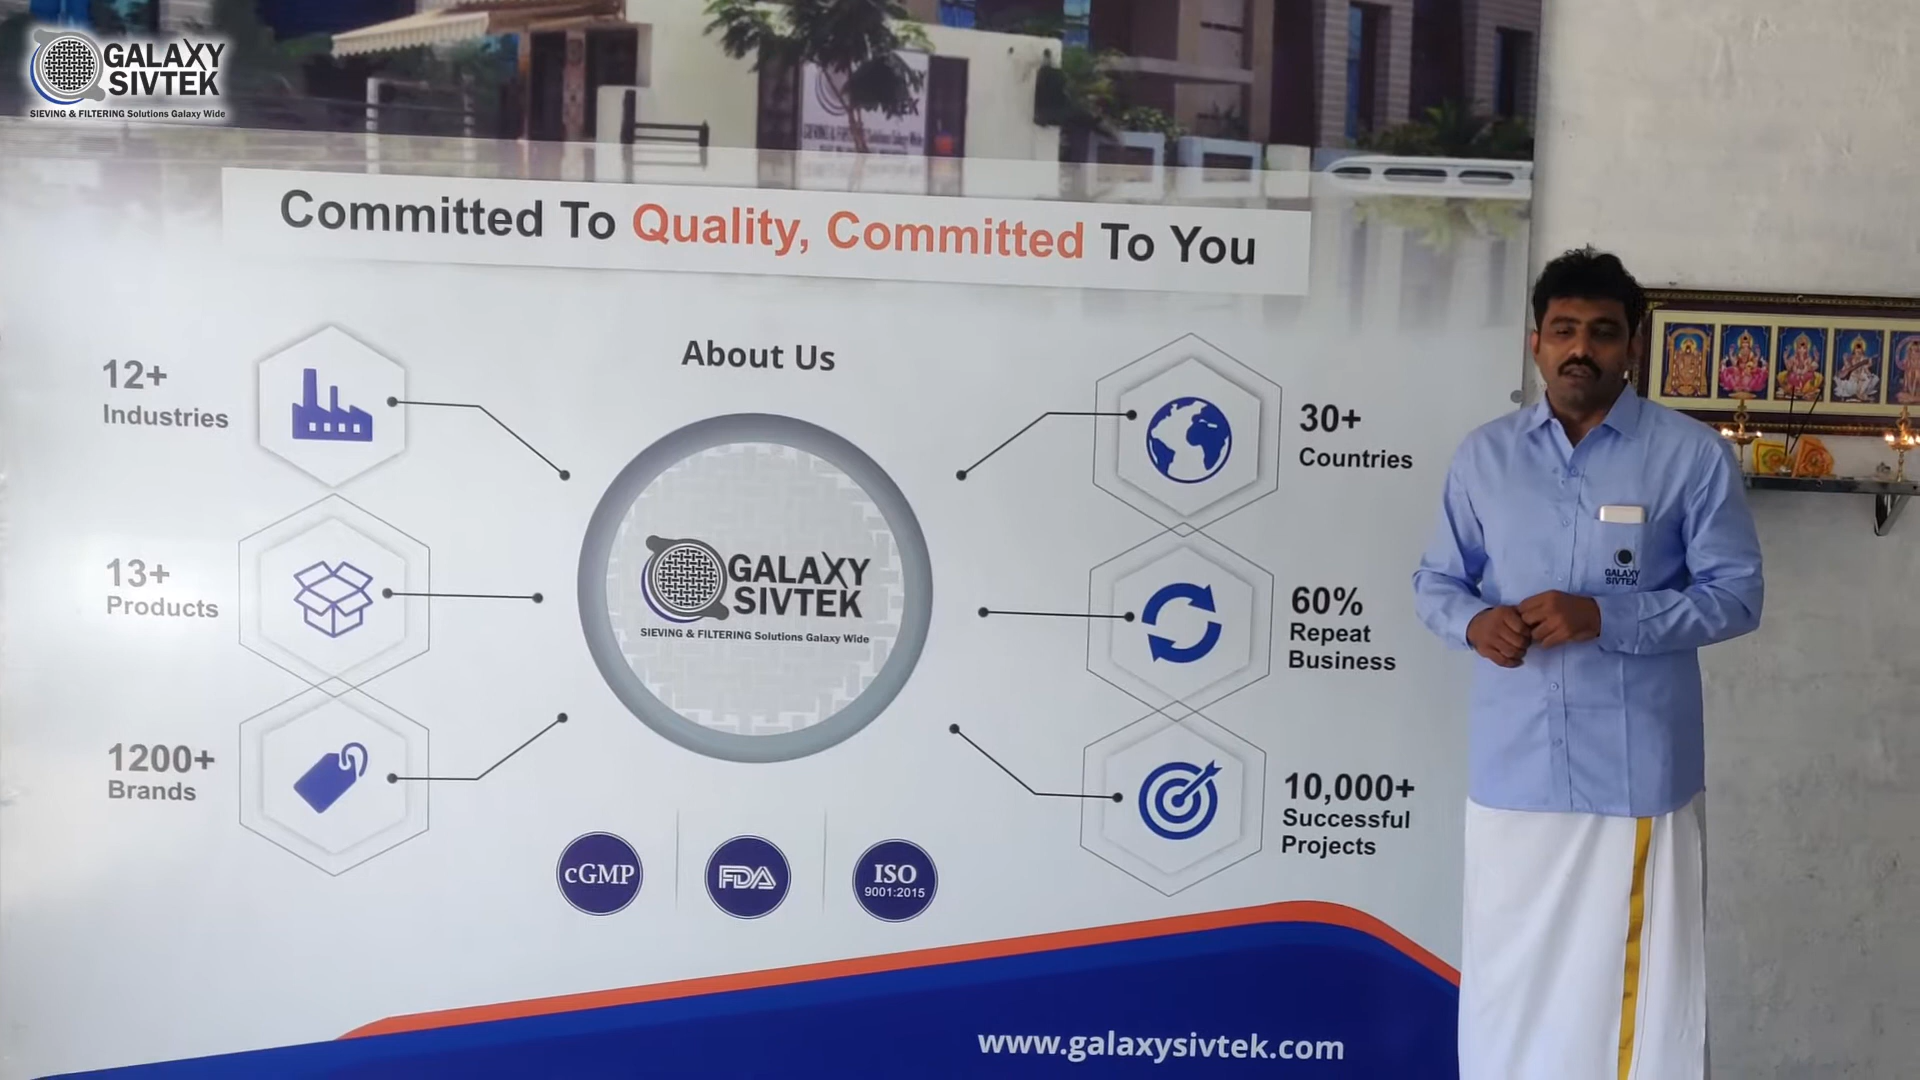 GALAXY
SIVTEK
SIEVING & FILTERING Solutions Galaxy Wide
Committed To Quality, Committed To You
About Us
12+
Industries
13+
Products
1200+
Brands
GALAXY
SIVTEK
SIEVING & FILTERING Solutions Galaxy Wide
30+
Countries
60%
Repeat
Business
10,000+
Successful
Projects
cGMP
FDA
ISO
9001:2015
www.galaxysivtek.com
GALAXY
SIVTEK